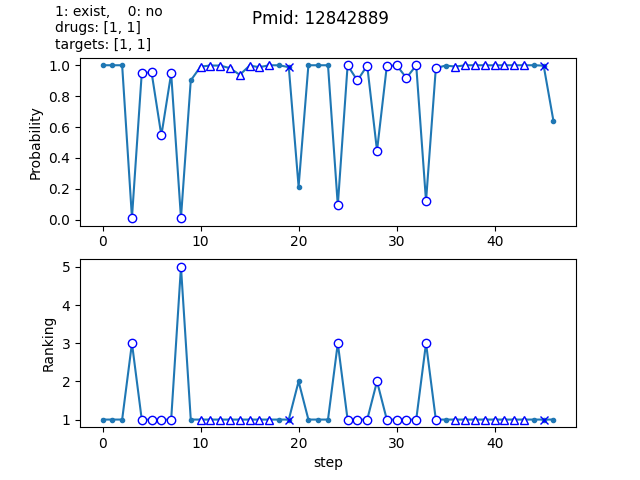 1: exist,    0: no
drugs: [1, 1]
targets: [1, 1]
Pmid: 12842889
Probability
1.0
0.8
0.6
0.4
0.2
0.0
0 10 20 30 40
Ranking
5
4
3
2
1
0 10 20 30 40
step